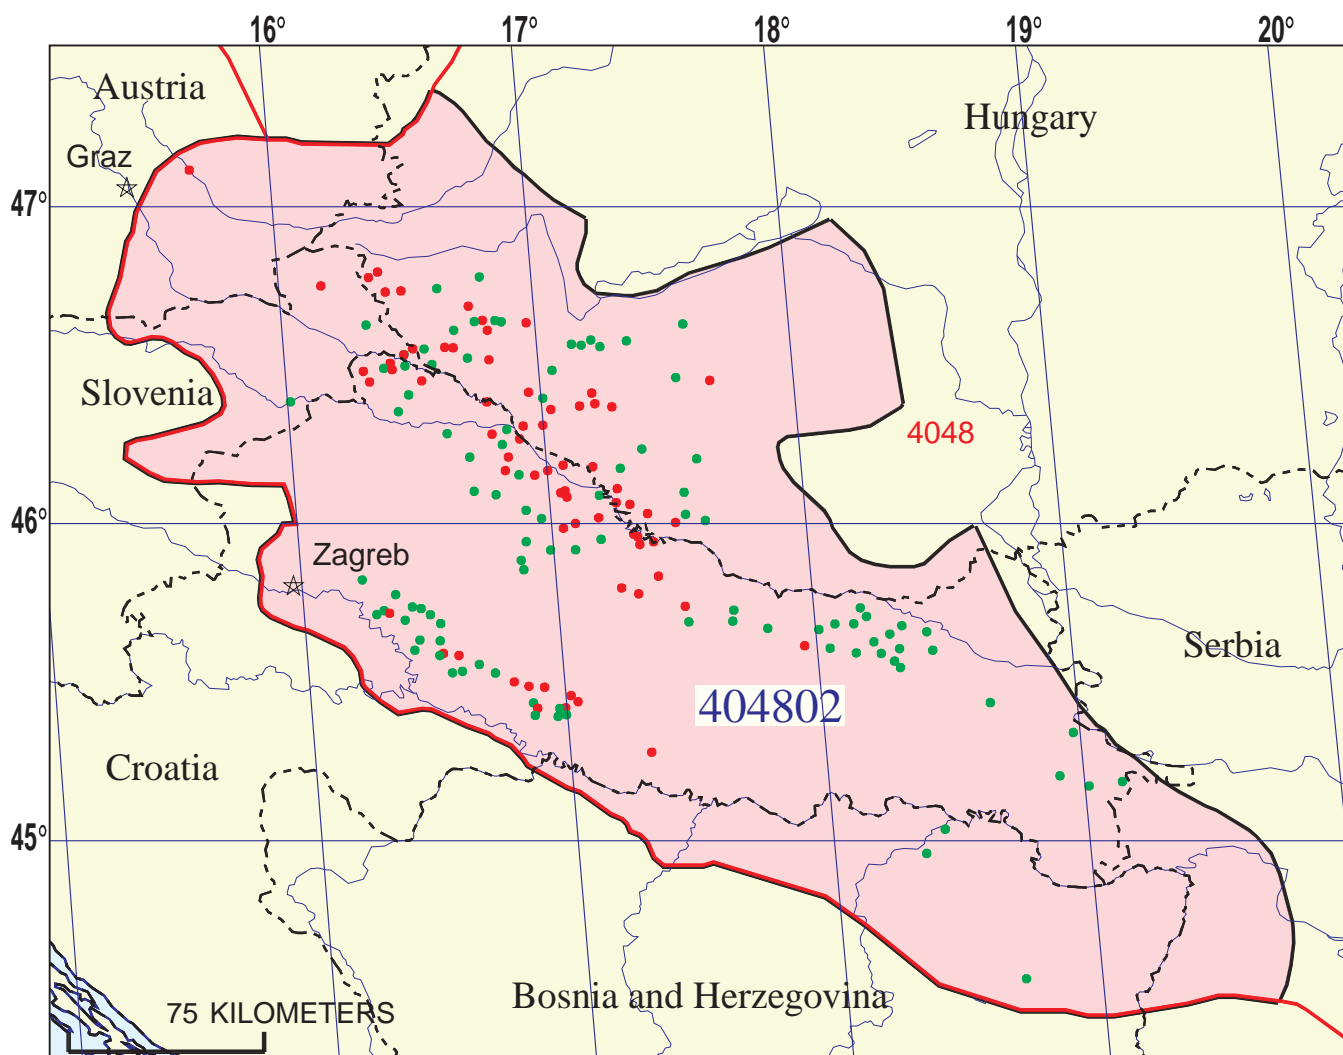 16° 17° 18° 19° 20°
Austria
Hungary
Graz
47°
Slovenia
4048
46°
Zagreb
Serbia
404802
Croatia
45°
Bosnia and Herzegovina
75 KILOMETERS